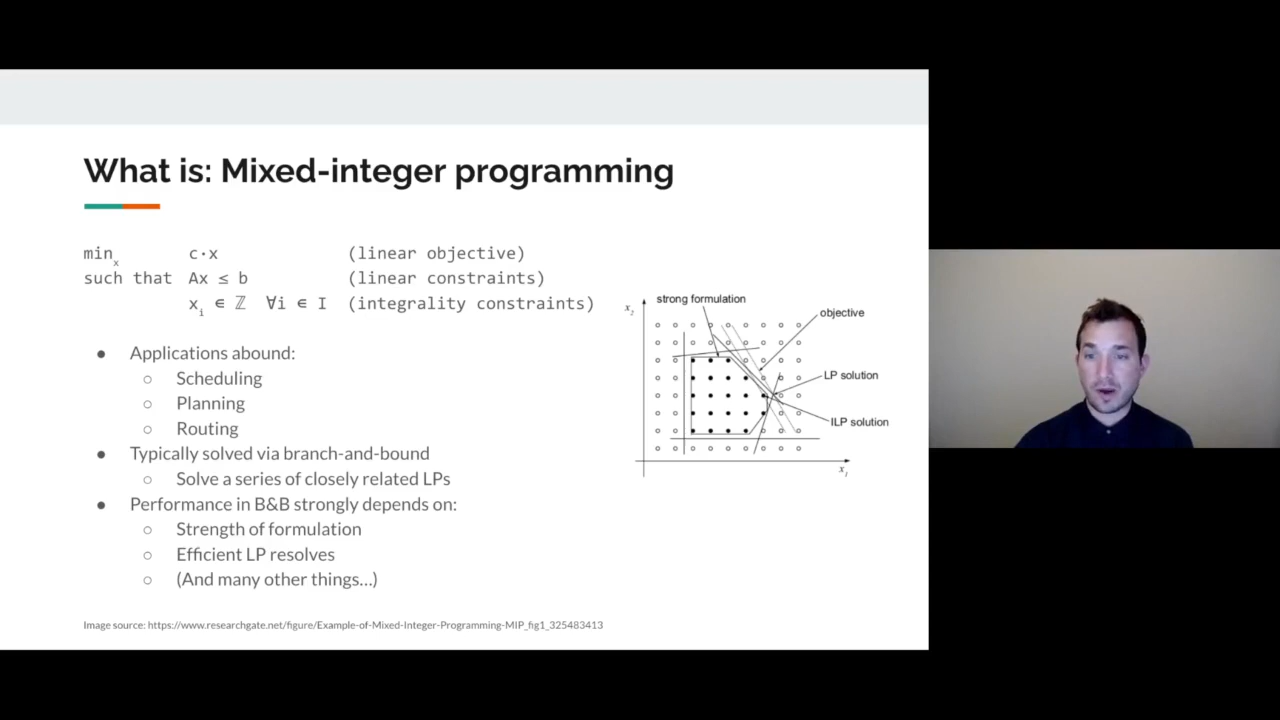 What is: Mixed-integer programming
minx c·x (linear objective)
such that Ax ≤ b (linear constraints)
xi ∈ ℤ ∀i ∈ I (integrality constraints)
● Applications abound:
○ Scheduling
○ Planning
○ Routing
● Typically solved via branch-and-bound
○ Solve a series of closely related LPs
● Performance in B&B strongly depends on:
○ Strength of formulation
○ Efficient LP resolves
○ (And many other things...)
strong formulation
x2
objective
LP solution
ILP solution
x1
Image source: https://www.researchgate.net/figure/Example-of-Mixed-Integer-Programming-MIP_fig1_325483413